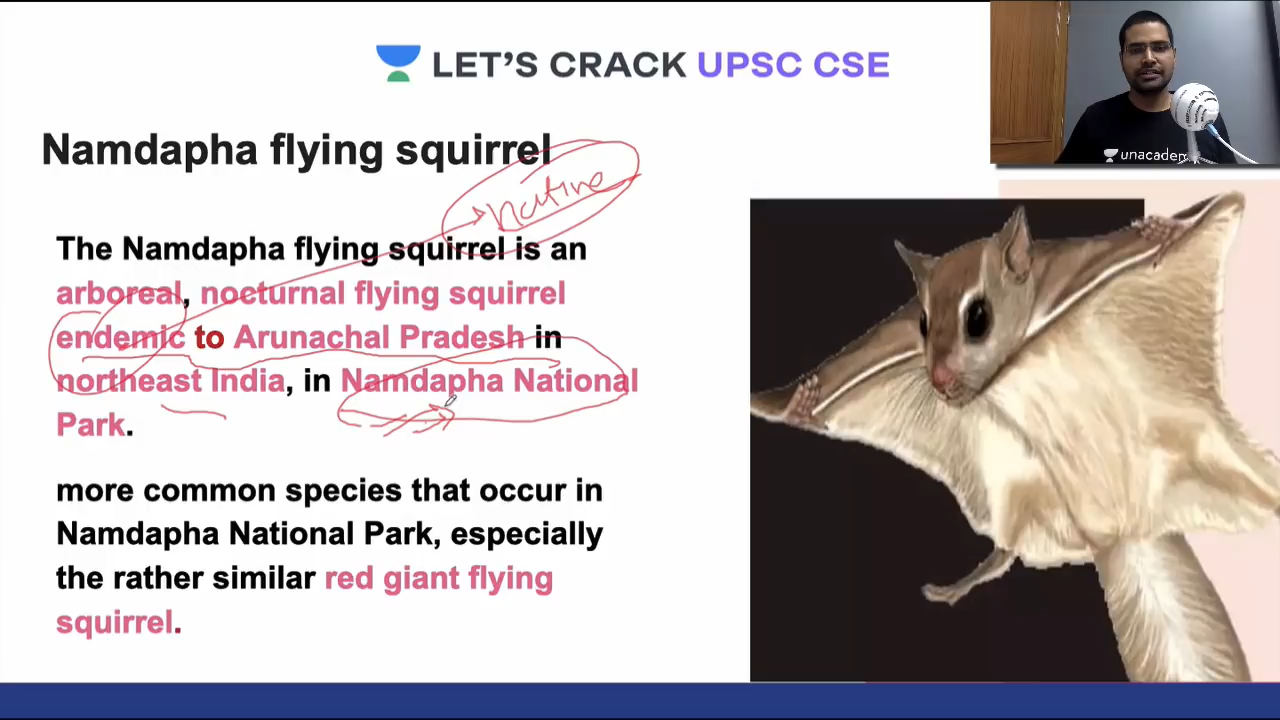 LET'S CRACK UPSC CSE
unacadem
Namdapha flying squirrel
native
The Namdapha flying squirrel is an
arboreal, nocturnal flying squirrel
endemic to Arunachal Pradesh in
northeast India, in Namdapha National
Park.
more common species that occur in
Namdapha National Park, especially
the rather similar red giant flying
squirrel.